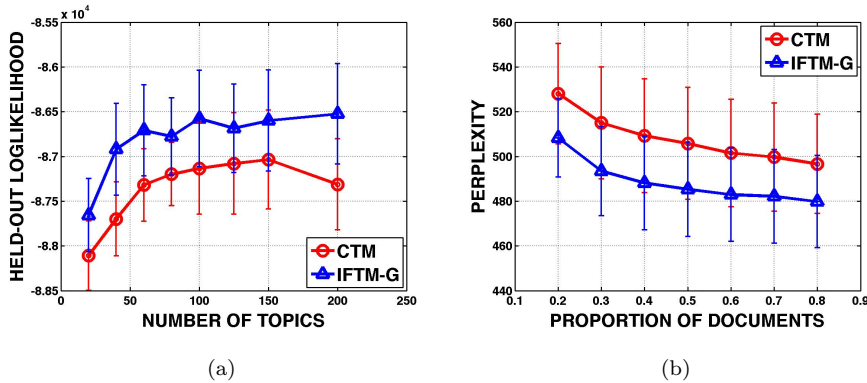 x 10^4
-8.55
-8.6
-8.65
-8.7
-8.75
-8.8
-8.85
HELD-OUT LOGLIKELIHOOD
0 50 100 150 200 250
NUMBER OF TOPICS
CTM
IFTM-G
(a)
560
540
520
500
480
460
440
PERPLEXITY
0.1 0.2 0.3 0.4 0.5 0.6 0.7 0.8 0.9
PROPORTION OF DOCUMENTS
CTM
IFTM-G
(b)